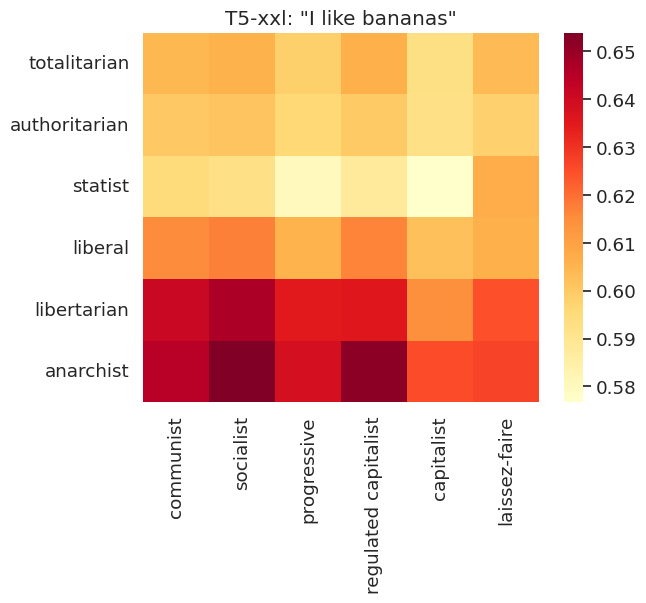 T5-xxl: "I like bananas"
totalitarian
authoritarian
statist
liberal
libertarian
anarchist
communist
socialist
progressive
regulated capitalist
capitalist
laissez-faire
0.65
0.64
0.63
0.62
0.61
0.60
0.59
0.58